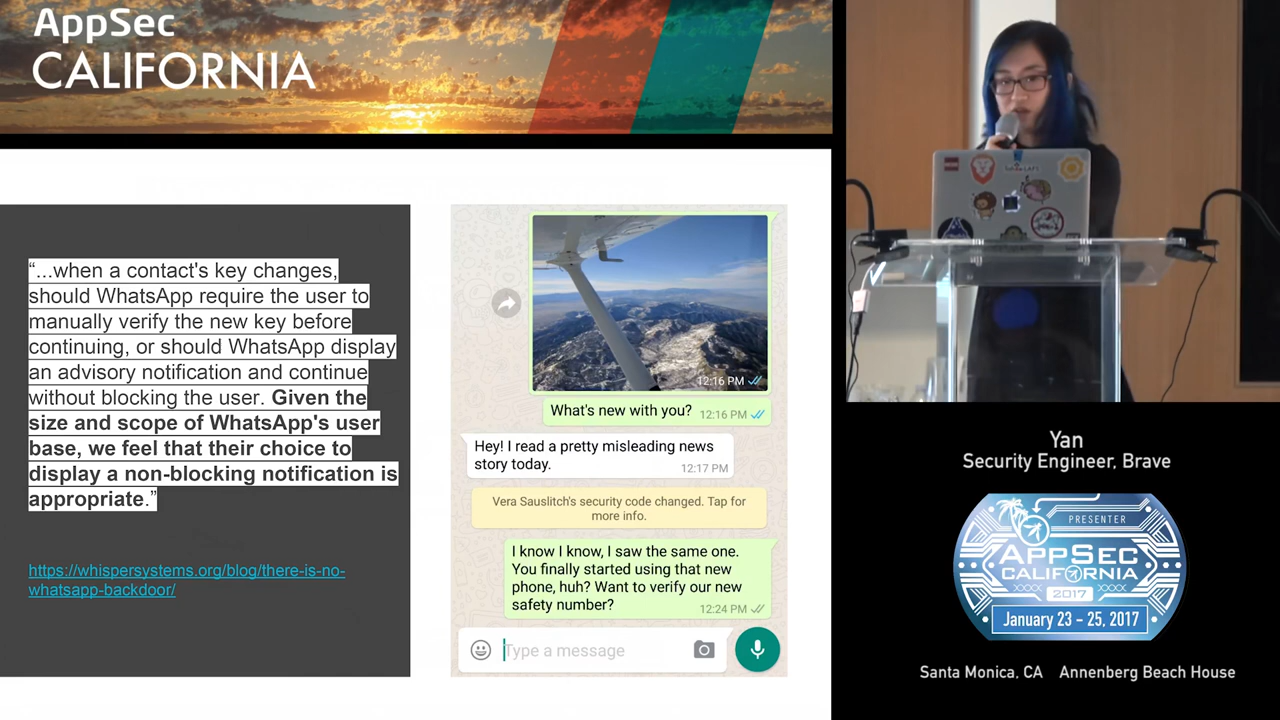 AppSec
CALIFORNIA
“...when a contact's key changes,
should WhatsApp require the user to
manually verify the new key before
continuing, or should WhatsApp display
an advisory notification and continue
without blocking the user. Given the
size and scope of WhatsApp's user
base, we feel that their choice to
display a non-blocking notification is
appropriate.”
https://whispersystems.org/blog/there-is-no-
whatsapp-backdoor/
12:16 PM
What's new with you? 12:16 PM
Hey! I read a pretty misleading news
story today. 12:17 PM
Vera Sauslitch's security code changed. Tap for
more info.
I know I know, I saw the same one.
You finally started using that new
phone, huh? Want to verify our new
safety number? 12:24 PM
Type a message
Yan
Security Engineer, Brave
PRESENTER
APPSEC
CALIFORNIA
2017
January 23 - 25, 2017
Santa Monica, CA Annenberg Beach House